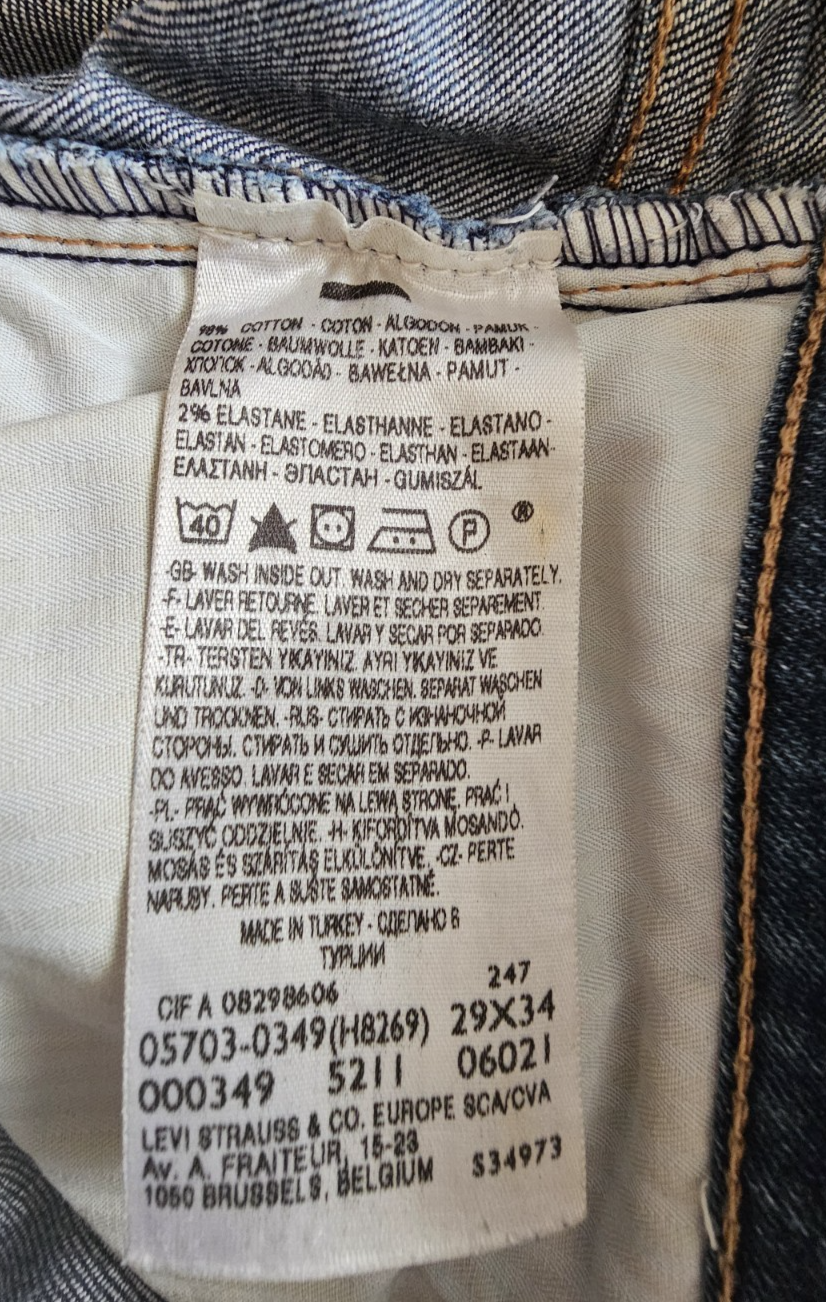 98% COTTON - COTON - ALGODON - PAMUK -
COTONE - BAUMWOLLE - KATOEN - BAMBAKI -
ХЛОПОК - ALGODÃO - BAWEŁNA - PAMUT -
BAVLNA
2% ELASTANE - ELASTHANNE - ELASTANO -
ELASTAN - ELASTOMERO - ELASTHAN - ELASTAAN-
ΕΛΑΣΤΑΝΗ - ЭЛАСТАН - GUMISZÁL
40 P ®
-GB- WASH INSIDE OUT. WASH AND DRY SEPARATELY.
-F- LAVER RETOURNE. LAVER ET SECHER SEPAREMENT.
-E- LAVAR DEL REVÉS. LAVAR Y SECAR POR SEPARADO.
-TR- TERSTEN YIKAYINIZ. AYRI YIKAYINIZ VE
KURUTUNUZ. -D- VON LINKS WASCHEN. SEPARAT WASCHEN
UND TROCKNEN. -RUS- СТИРАТЬ С ИЗНАНОЧНОЙ
СТОРОНЫ. СТИРАТЬ И СУШИТЬ ОТДЕЛЬНО. -P- LAVAR
DO AVESSO. LAVAR E SECAR EM SEPARADO.
-PL- PRAĆ WYWRÓCONE NA LEWĄ STRONĘ. PRAĆ I
SUSZYĆ ODDZIELNIE. -H- KIFORDÍTVA MOSANDÓ.
MOSÁS ÉS SZÁRÍTÁS ELKÜLÖNÍTVE. -CZ- PERTE
NARUBY. PERTE A SUŠTE SAMOSTATNĚ.
MADE IN TURKEY - СДЕЛАНО В
ТУРЦИИ
CIF A 08298606 247
05703-0349(H8269) 29X34
000349 5211 06021
LEVI STRAUSS & CO. EUROPE SCA/CVA
Av. A. FRAITEUR, 15-23
1050 BRUSSELS, BELGIUM S34973